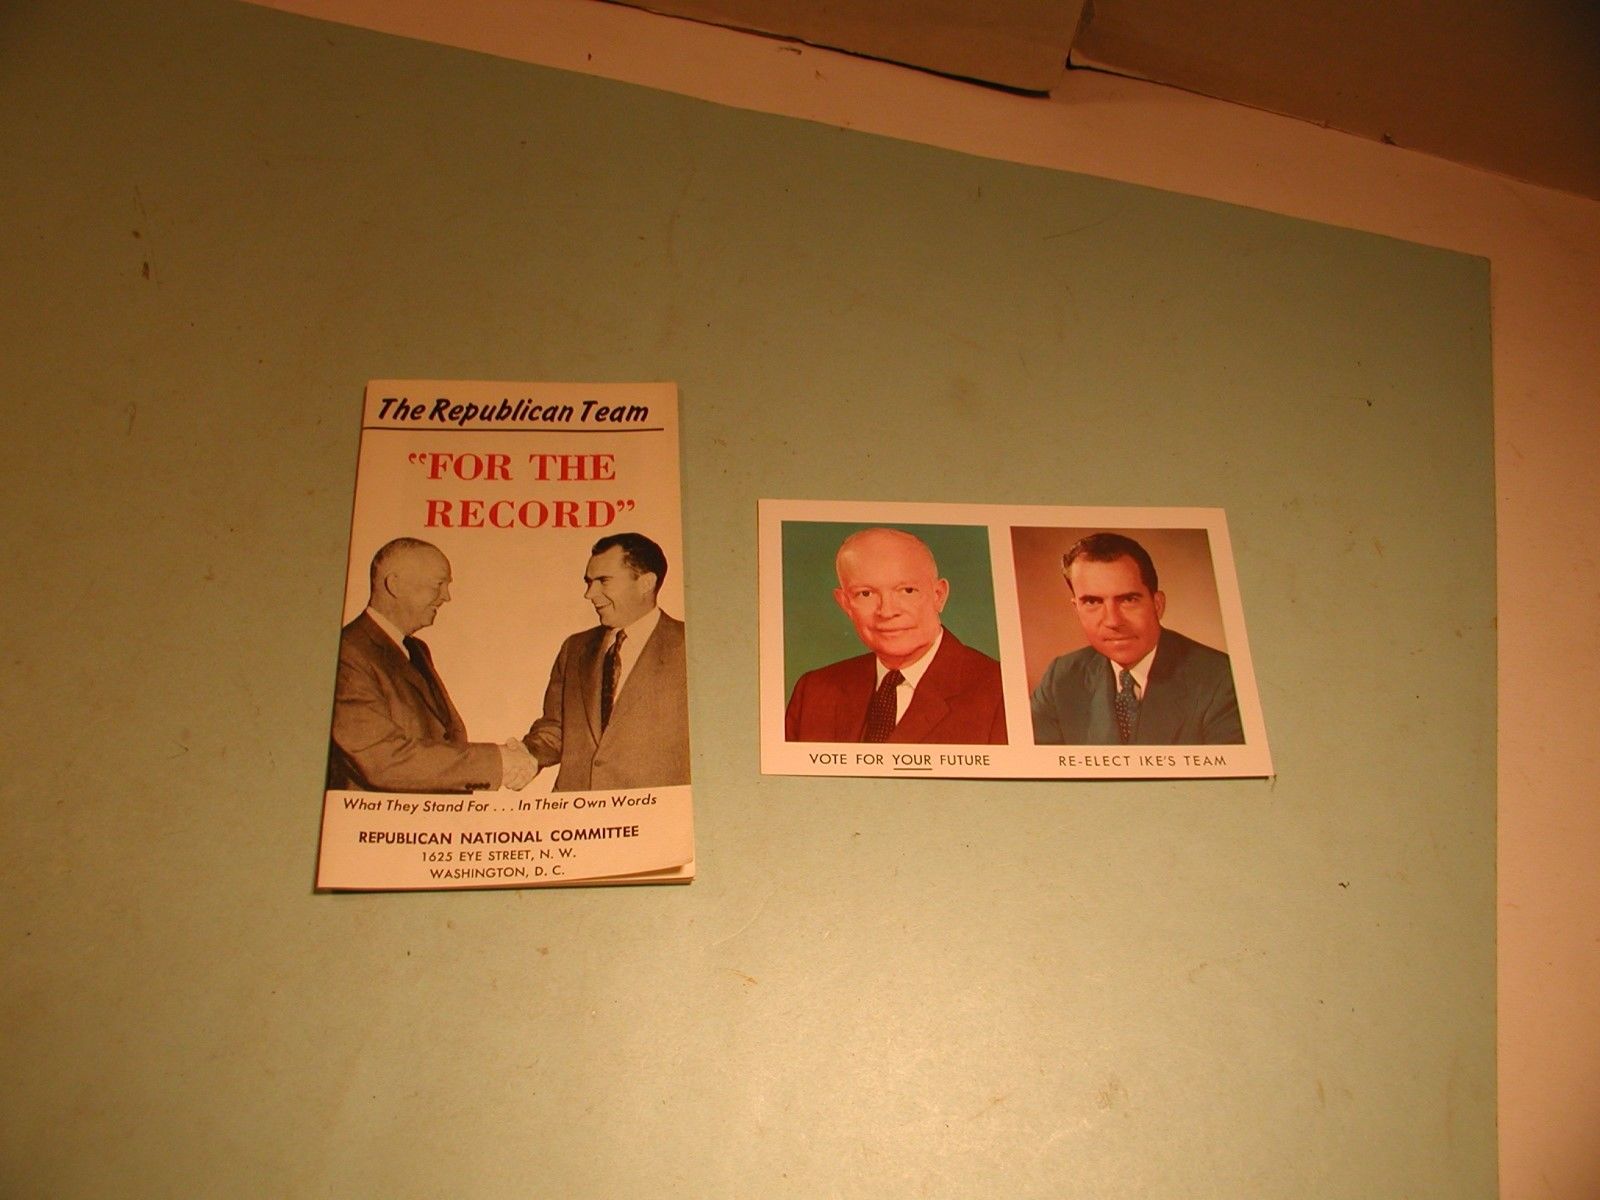 The Republican Team
“FOR THE
RECORD”
What They Stand For . . . In Their Own Words
REPUBLICAN NATIONAL COMMITTEE
1625 EYE STREET, N. W.
WASHINGTON, D. C.
VOTE FOR YOUR FUTURE
RE-ELECT IKE'S TEAM